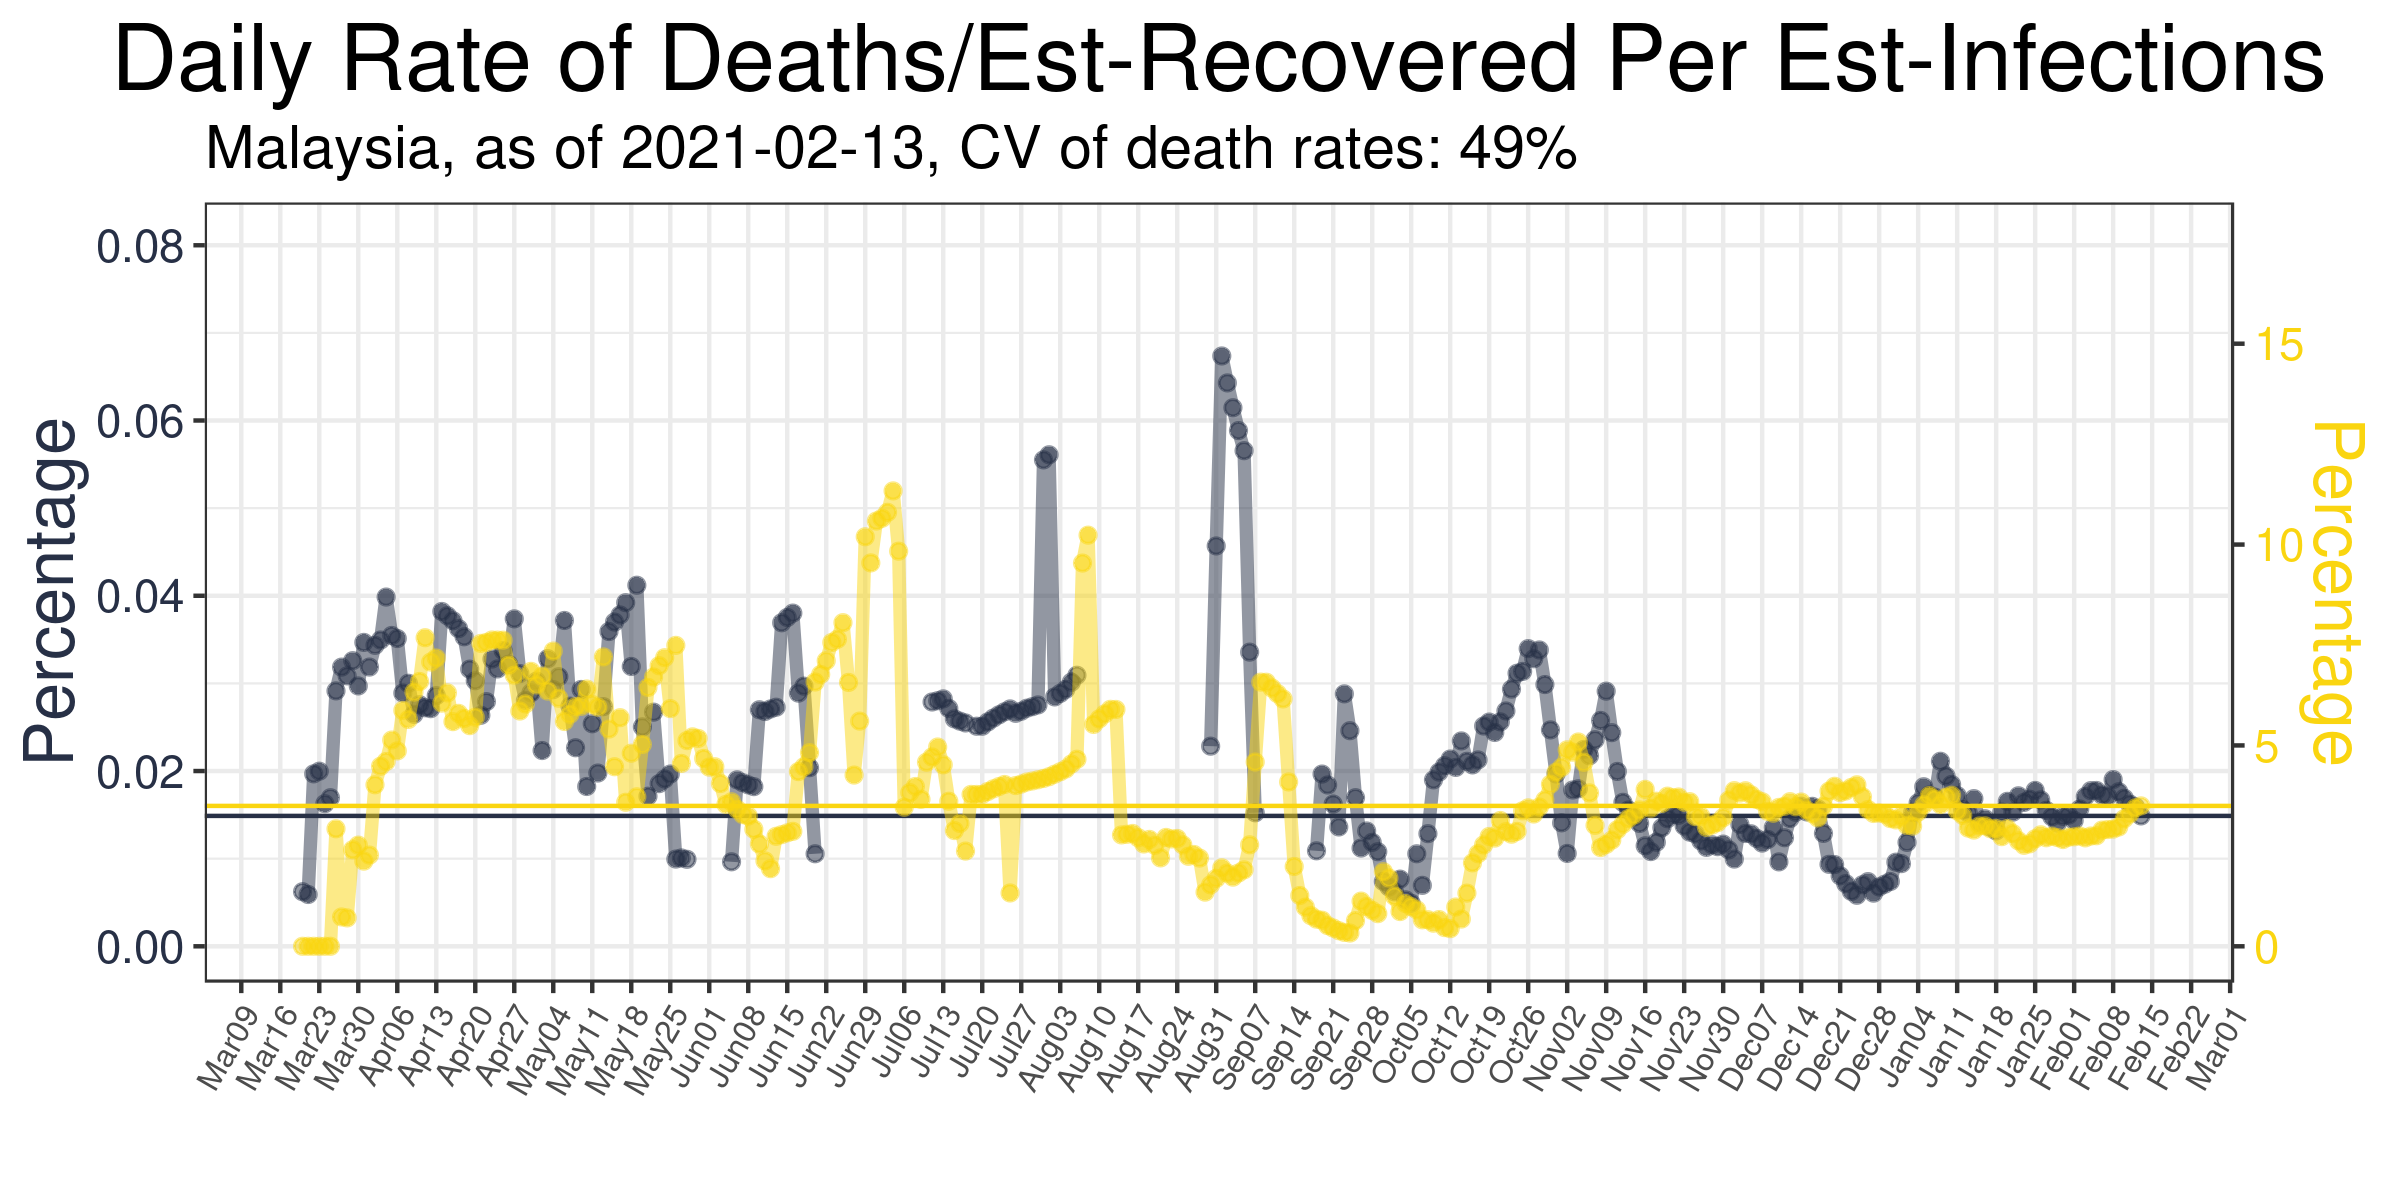 Daily Rate of Deaths/Est-Recovered Per Est-Infections
Malaysia, as of 2021-02-13, CV of death rates: 49%
Percentage
0.08
0.06
0.04
0.02
0.00
15
10
5
0
Percentage
Mar09
Mar16
Mar23
Mar30
Apr06
Apr13
Apr20
Apr27
May04
May11
May18
May25
Jun01
Jun08
Jun15
Jun22
Jun29
Jul06
Jul13
Jul20
Jul27
Aug03
Aug10
Aug17
Aug24
Aug31
Sep07
Sep14
Sep21
Sep28
Oct05
Oct12
Oct19
Oct26
Nov02
Nov09
Nov16
Nov23
Nov30
Dec07
Dec14
Dec21
Dec28
Jan04
Jan11
Jan18
Jan25
Feb01
Feb08
Feb15
Feb22
Mar01